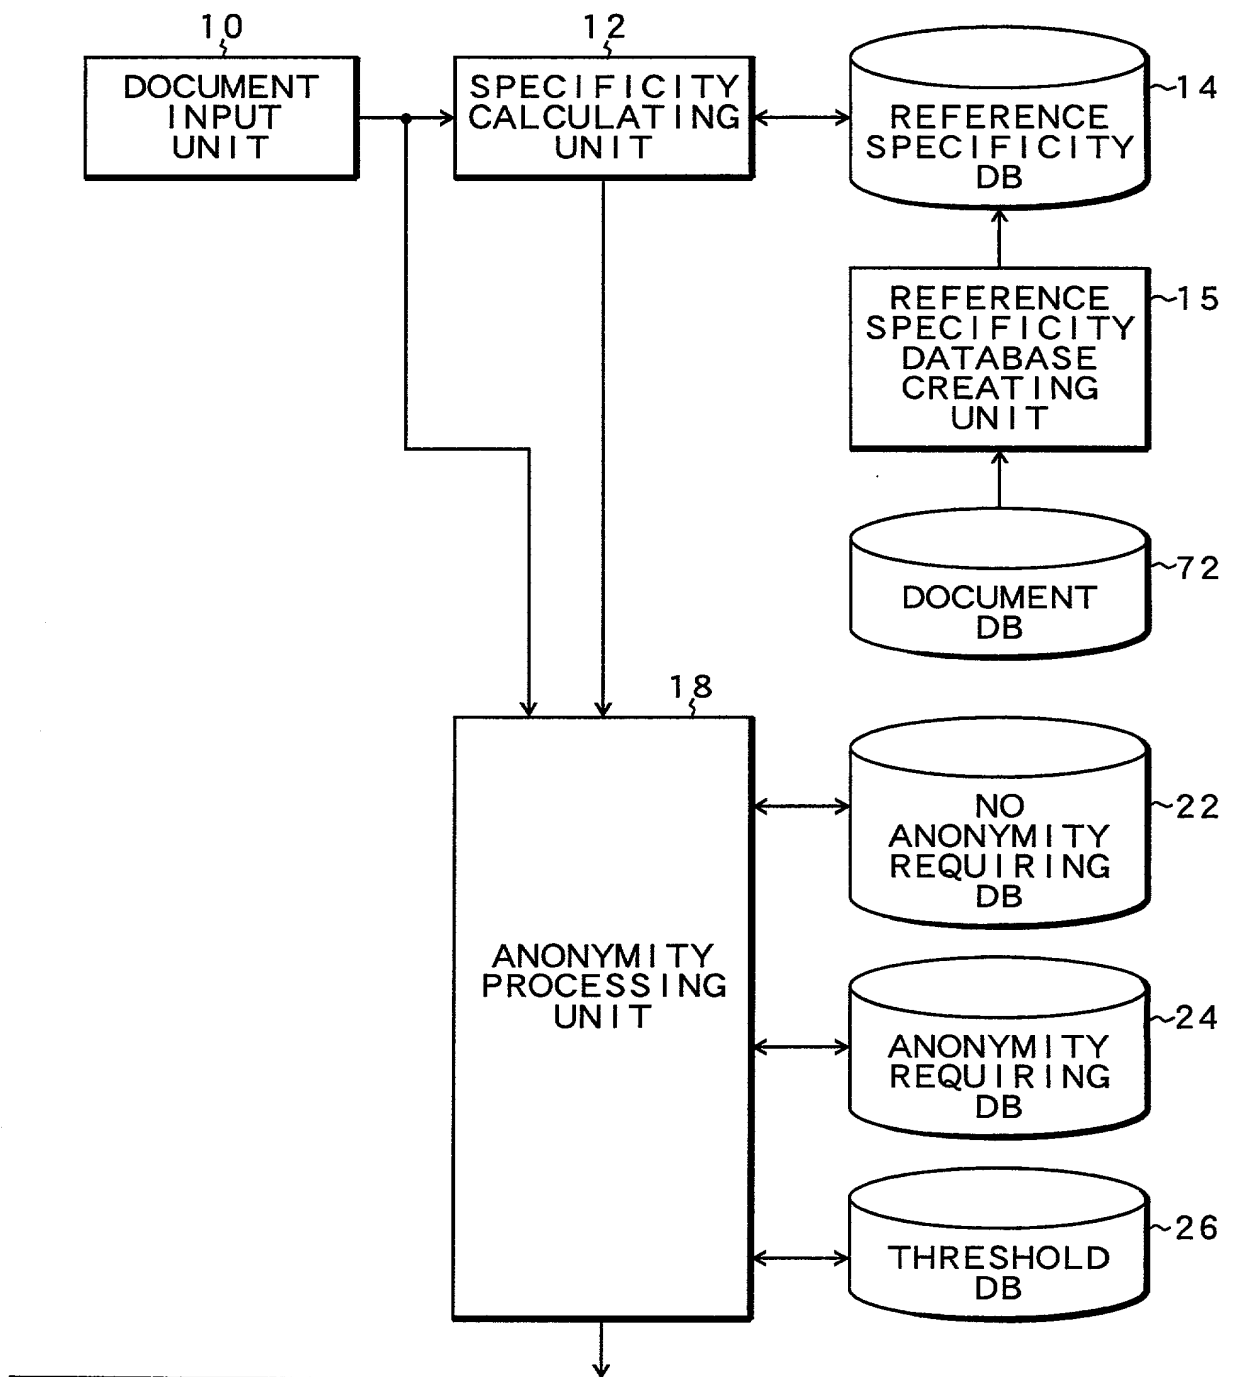 10
DOCUMENT
INPUT
UNIT
12
SPECIFICITY
CALCULATING
UNIT
14
REFERENCE
SPECIFICITY
DB
15
REFERENCE
SPECIFICITY
DATABASE
CREATING
UNIT
72
DOCUMENT
DB
18
ANONYMITY
PROCESSING
UNIT
22
NO
ANONYMITY
REQUIRING
DB
24
ANONYMITY
REQUIRING
DB
26
THRESHOLD
DB